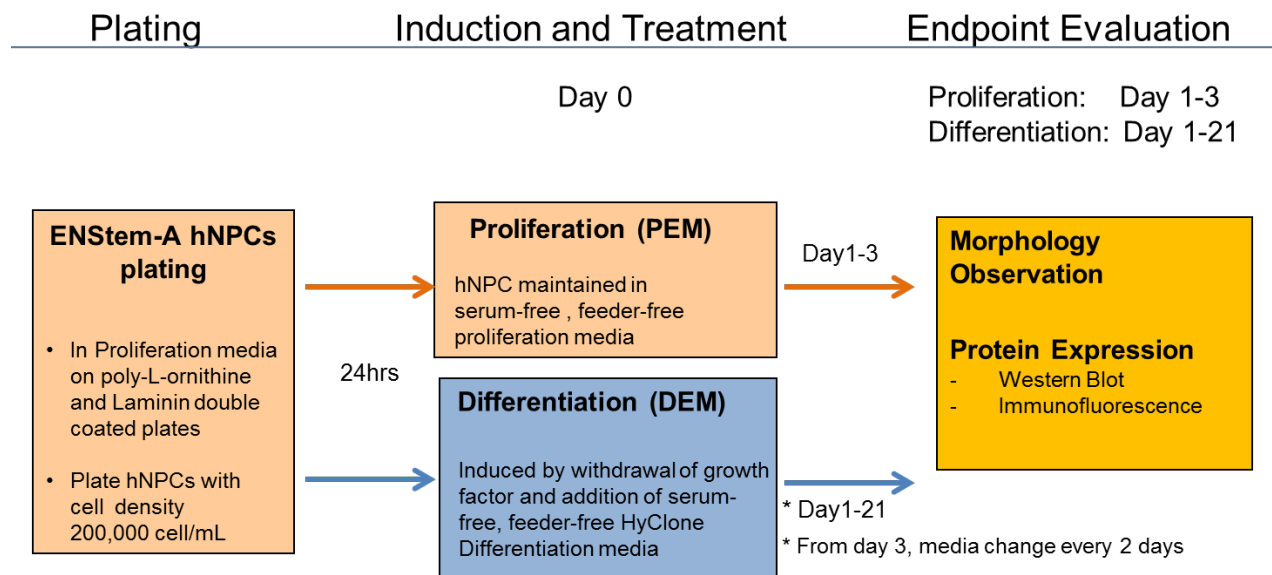 Plating
Induction and Treatment
Endpoint Evaluation
Day 0
Proliferation: Day 1-3
Differentiation: Day 1-21
ENStem-A hNPCs
plating
• In Proliferation media
on poly-L-ornithine
and Laminin double
coated plates
• Plate hNPCs with
cell density
200,000 cell/mL
24hrs
Proliferation (PEM)
hNPC maintained in
serum-free , feeder-free
proliferation media
Differentiation (DEM)
Induced by withdrawal of growth
factor and addition of serum-
free, feeder-free HyClone
Differentiation media
Day1-3
* Day1-21
* From day 3, media change every 2 days
Morphology
Observation
Protein Expression
- Western Blot
- Immunofluorescence